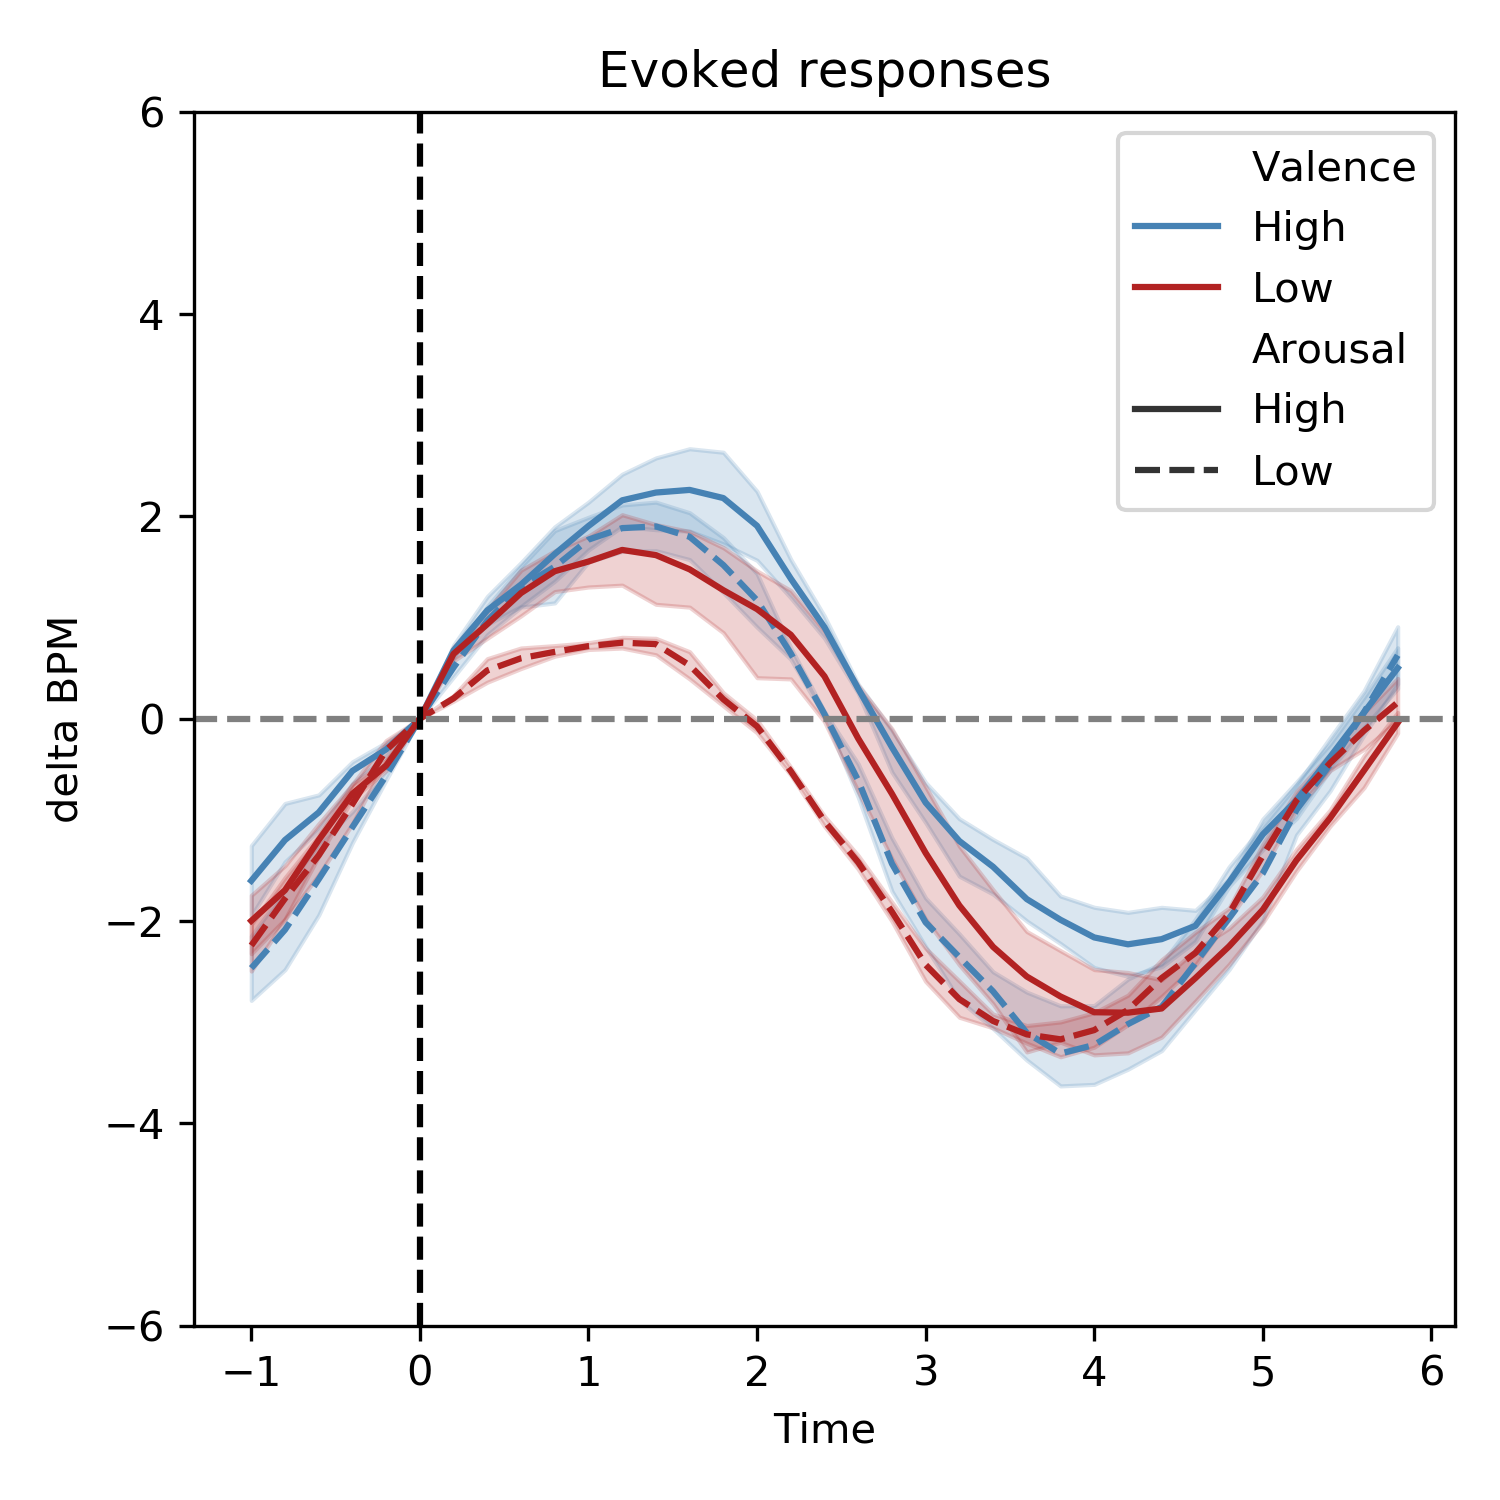 Evoked responses
6
4
2
0
−2
−4
−6
delta BPM
Valence
High
Low
Arousal
High
Low
−1 0 1 2 3 4 5 6
Time